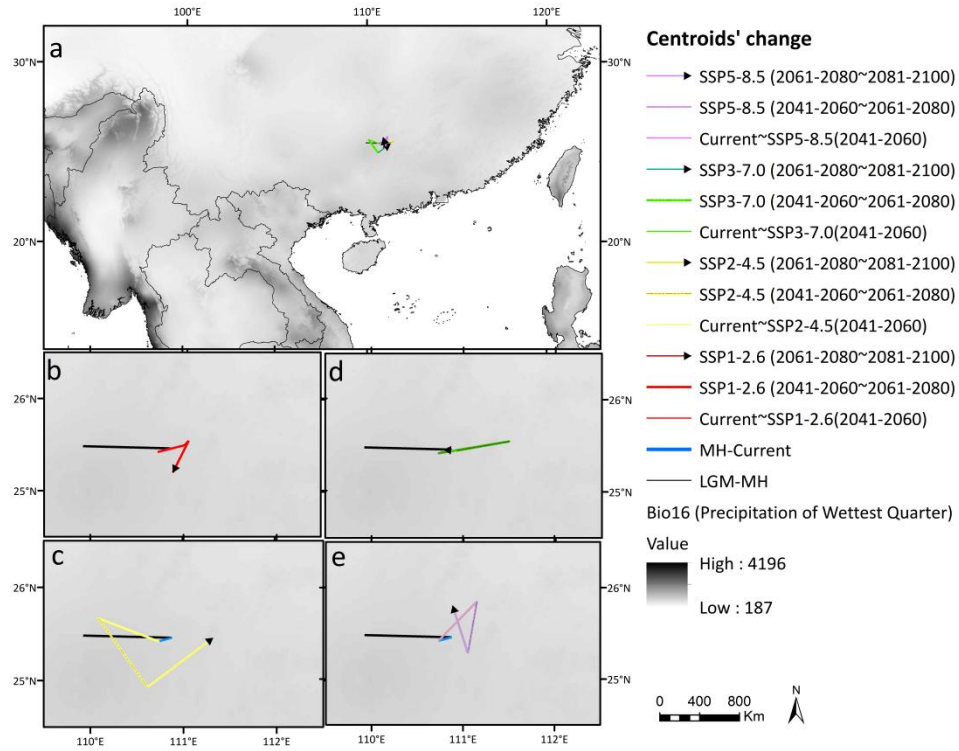 100°E 110°E 120°E
a
30°N 30°N
20°N 20°N
b
26°N
25°N
d
26°N
25°N
c
26°N
25°N
e
26°N
25°N
110°E 111°E 112°E 110°E 111°E 112°E
Centroids' change
SSP5-8.5 (2061-2080~2081-2100)
SSP5-8.5 (2041-2060~2061-2080)
Current~SSP5-8.5(2041-2060)
SSP3-7.0 (2061-2080~2081-2100)
SSP3-7.0 (2041-2060~2061-2080)
Current~SSP3-7.0(2041-2060)
SSP2-4.5 (2061-2080~2081-2100)
SSP2-4.5 (2041-2060~2061-2080)
Current~SSP2-4.5(2041-2060)
SSP1-2.6 (2061-2080~2081-2100)
SSP1-2.6 (2041-2060~2061-2080)
Current~SSP1-2.6(2041-2060)
MH-Current
LGM-MH
Bio16 (Precipitation of Wettest Quarter)
Value
High : 4196
Low : 187
0 400 800
Km
N